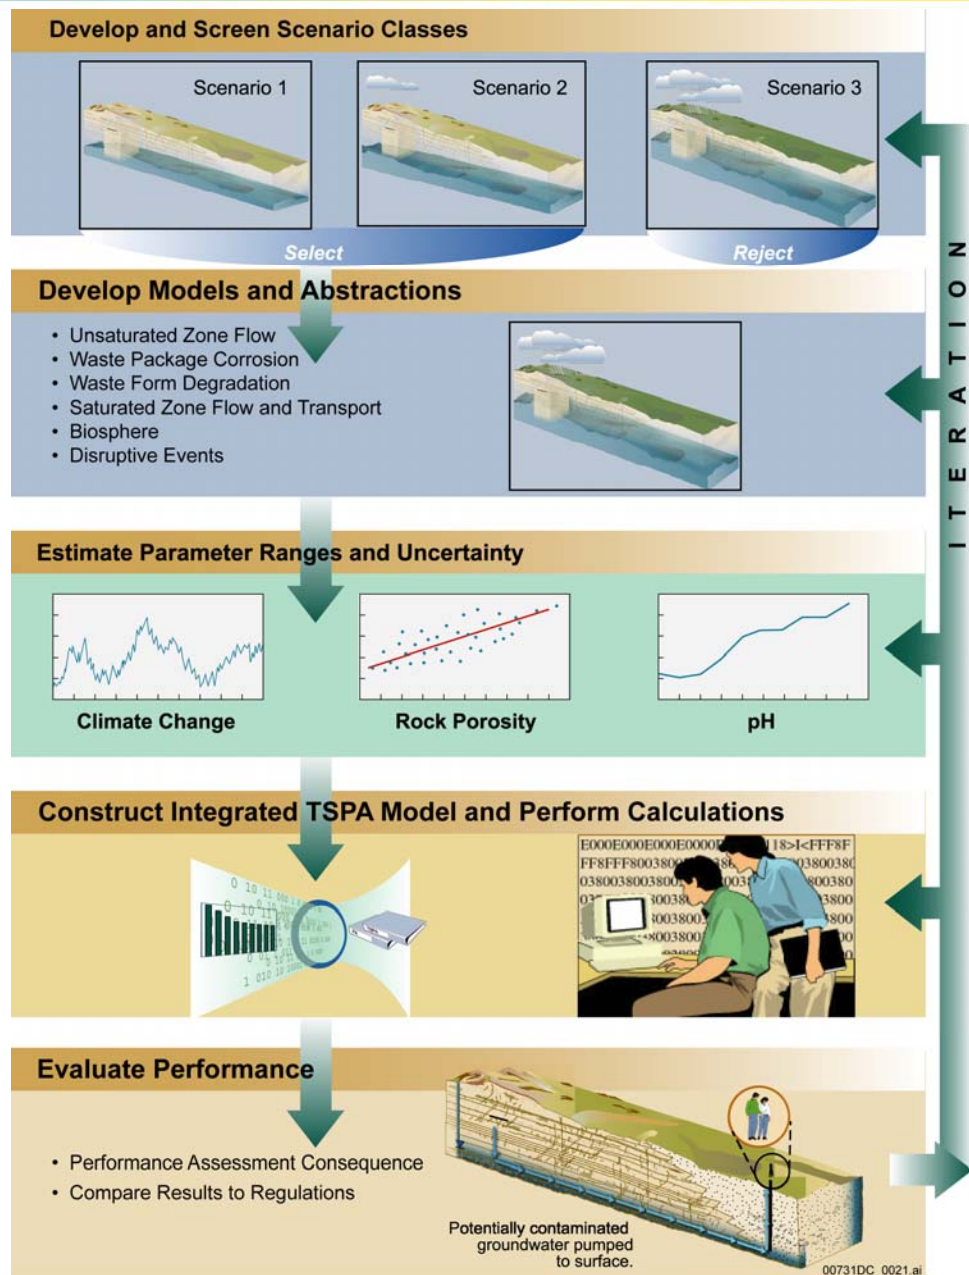 Develop and Screen Scenario Classes
Scenario 1
Scenario 2
Scenario 3
Select
Reject
Develop Models and Abstractions
• Unsaturated Zone Flow
• Waste Package Corrosion
• Waste Form Degradation
• Saturated Zone Flow and Transport
• Biosphere
• Disruptive Events
Estimate Parameter Ranges and Uncertainty
Climate Change
Rock Porosity
pH
Construct Integrated TSPA Model and Perform Calculations
Evaluate Performance
• Performance Assessment Consequence
• Compare Results to Regulations
Potentially contaminated
groundwater pumped
to surface.
00731DC_0021.ai
ITERATION